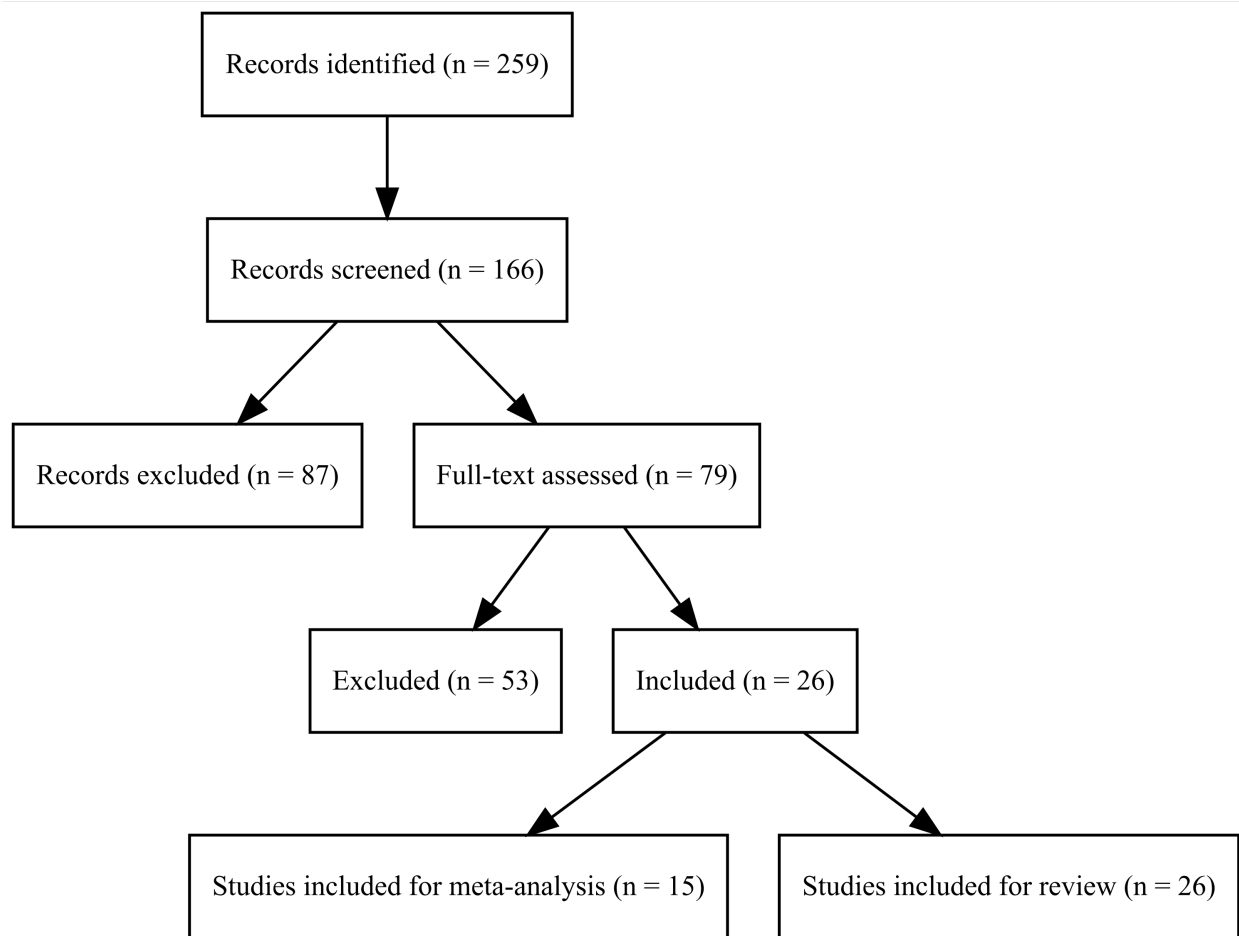 Records identified (n = 259)
Records screened (n = 166)
Records excluded (n = 87)
Full-text assessed (n = 79)
Excluded (n = 53)
Included (n = 26)
Studies included for meta-analysis (n = 15)
Studies included for review (n = 26)